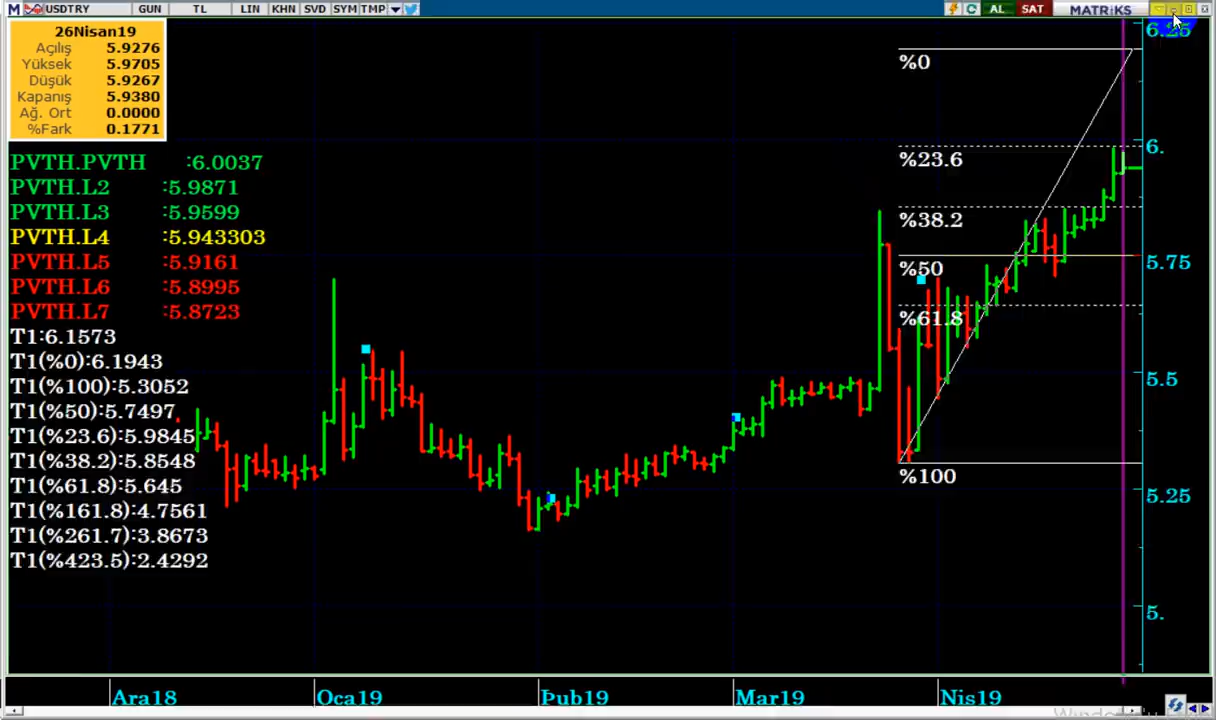 USDTRY GUN TL LIN KHN SVD SYM TMP AL SAT MATRiKS
26Nisan19
Açılış 5.9276
Yüksek 5.9705
Düşük 5.9267
Kapanış 5.9380
Ağ. Ort 0.0000
%Fark 0.1771
PVTH.PVTH :6.0037
PVTH.L2 :5.9871
PVTH.L3 :5.9599
PVTH.L4 :5.943303
PVTH.L5 :5.9161
PVTH.L6 :5.8995
PVTH.L7 :5.8723
T1:6.1573
T1(%0):6.1943
T1(%100):5.3052
T1(%50):5.7497
T1(%23.6):5.9845
T1(%38.2):5.8548
T1(%61.8):5.645
T1(%161.8):4.7561
T1(%261.7):3.8673
T1(%423.5):2.4292
%0
%23.6
%38.2
%50
%61.8
%100
6.25
6.
5.75
5.5
5.25
5.
Ara18 Oca19 Þub19 Mar19 Nis19